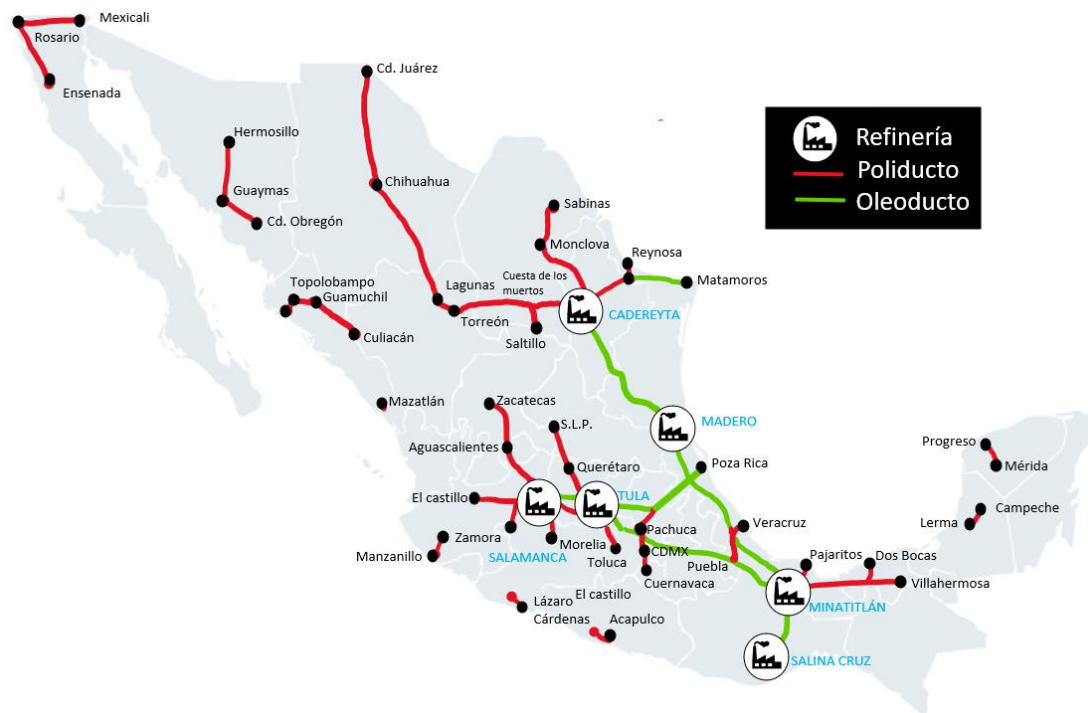 Mexicali
Rosario
Ensenada
Cd. Juárez
Hermosillo
Guaymas
Cd. Obregón
Chihuahua
Refinería
Poliducto
Oleoducto
Sabinas
Monclova
Reynosa
Matamoros
Cuesta de los
muertos
Lagunas
Torreón
Saltillo
CADEREYTA
Topolobampo
Guamuchil
Culiacán
Mazatlán
Zacatecas
S.L.P.
MADERO
Aguascalientes
Querétaro
Poza Rica
Progreso
Mérida
El castillo
TULA
Campeche
Lerma
Veracruz
Pachuca
Zamora
Morelia
CDMX
Pajaritos
Dos Bocas
Manzanillo
SALAMANCA
Toluca
Puebla
Cuernavaca
Villahermosa
El castillo
Lázaro
Cárdenas
Acapulco
MINATITLÁN
SALINA CRUZ